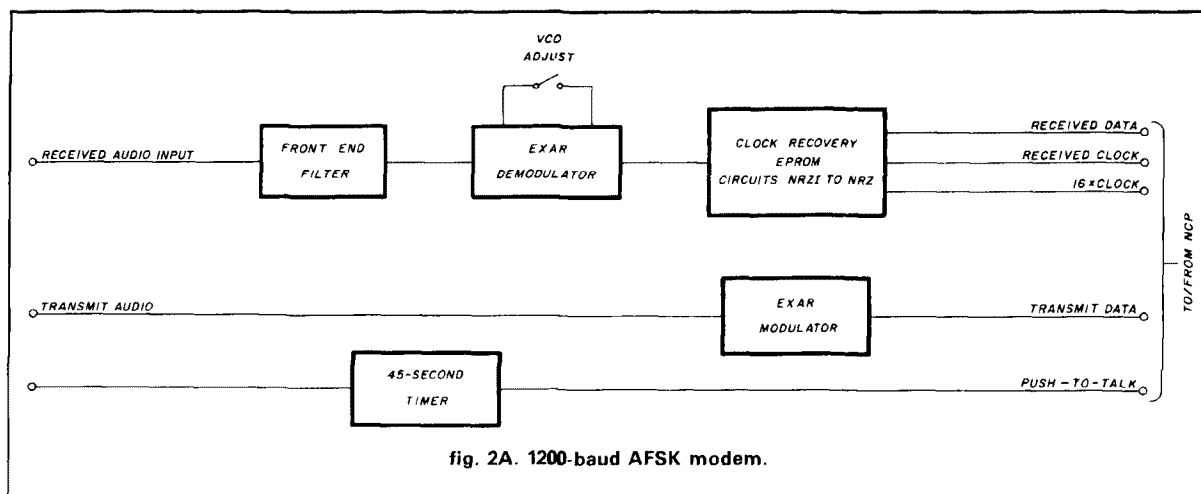 VCO
ADJUST
RECEIVED AUDIO INPUT
FRONT END
FILTER
EXAR
DEMODULATOR
CLOCK RECOVERY
EPROM
CIRCUITS NRZI TO NRZ
RECEIVED DATA
RECEIVED CLOCK
16×CLOCK
TO/FROM NCP
TRANSMIT AUDIO
EXAR
MODULATOR
TRANSMIT DATA
45-SECOND
TIMER
PUSH-TO-TALK
fig. 2A. 1200-baud AFSK modem.